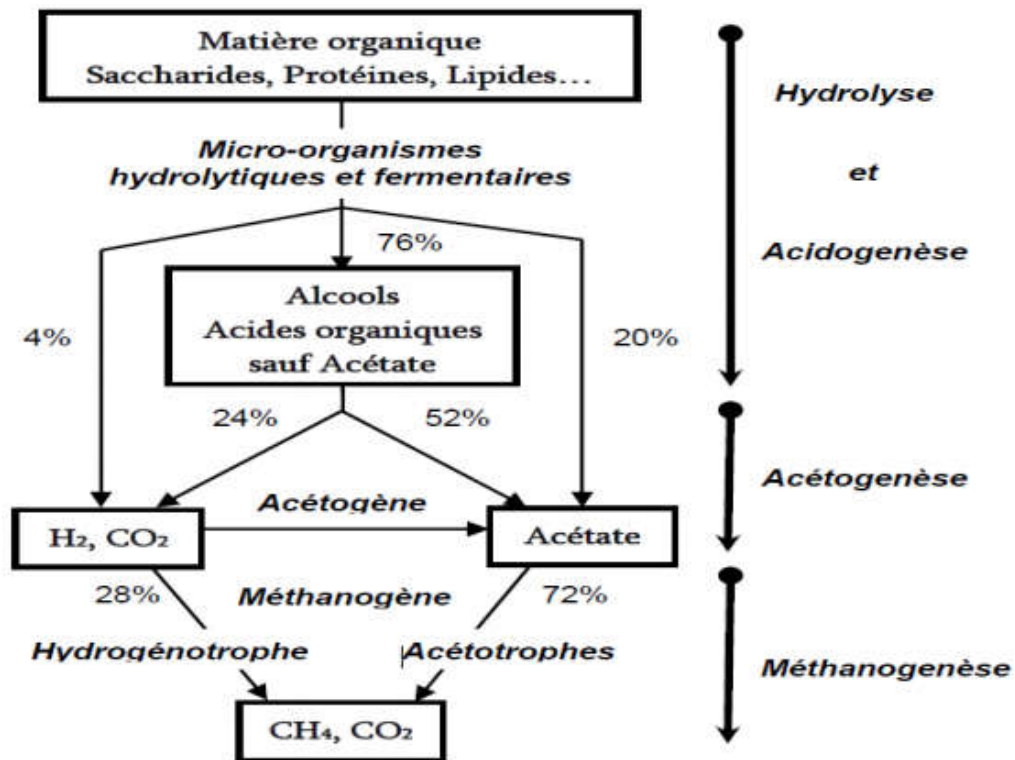 Matière organique
Saccharides, Protéines, Lipides...
Hydrolyse
Micro-organismes
hydrolytiques et fermentaires
et
76%
Acidogenèse
Alcools
Acides organiques
sauf Acétate
4%
20%
24%
52%
Acétogène
Acétogenèse
H₂, CO₂
Acétate
28%
Méthanogène
72%
Hydrogénotrophe
Acétotrophes
Méthanogenèse
CH₄, CO₂